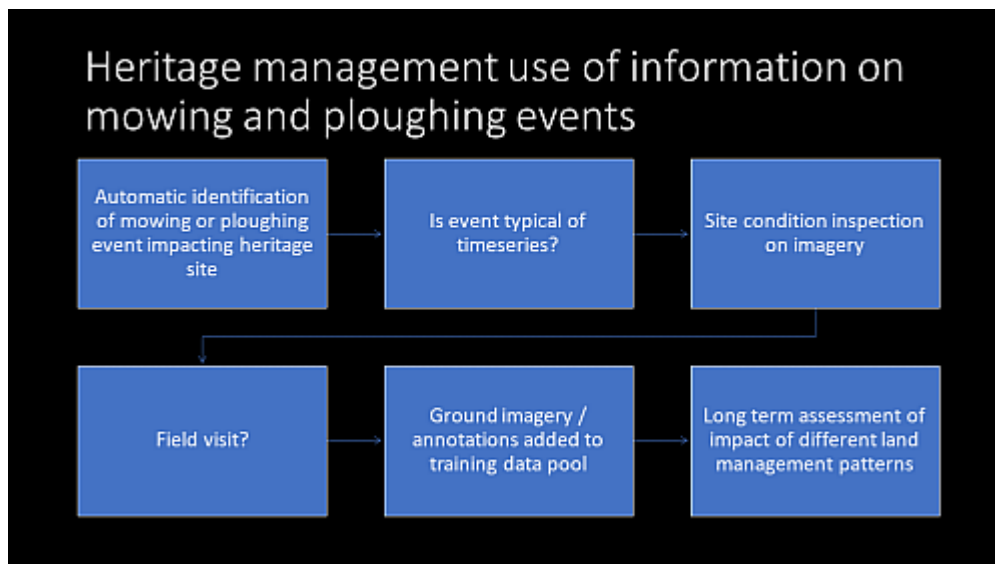 Heritage management use of information on
mowing and ploughing events
Automatic identification
of mowing or ploughing
event impacting heritage
site
Is event typical of
timeseries?
Site condition inspection
on imagery
Field visit?
Ground imagery /
annotations added to
training data pool
Long term assessment of
impact of different land
management patterns